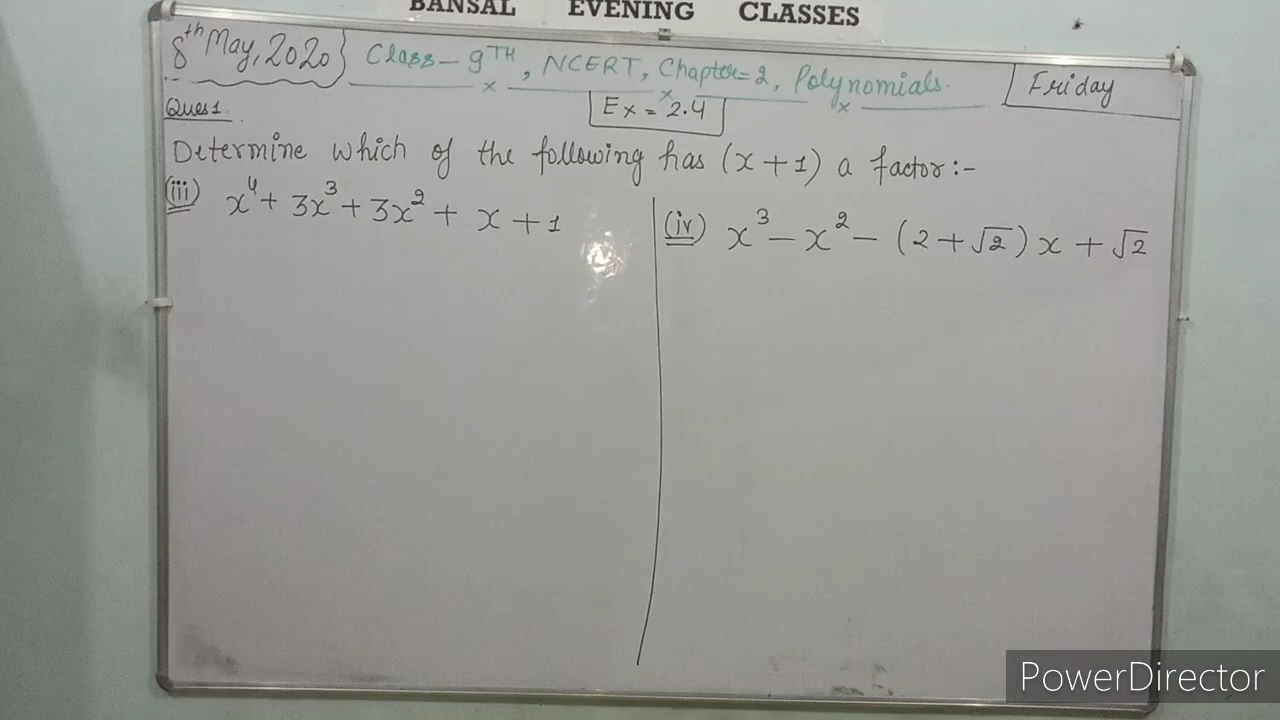 BANSAL EVENING CLASSES
8th May, 2020 } Class - 9TH, NCERT, Chapter = 2, Polynomials. Friday
Ques 1.
Ex = 2.4
Determine which of the following has (x + 1) a factor :-
(iii) x⁴ + 3x³ + 3x² + x + 1
(iv) x³ - x² - (2 + √2) x + √2
PowerDirector